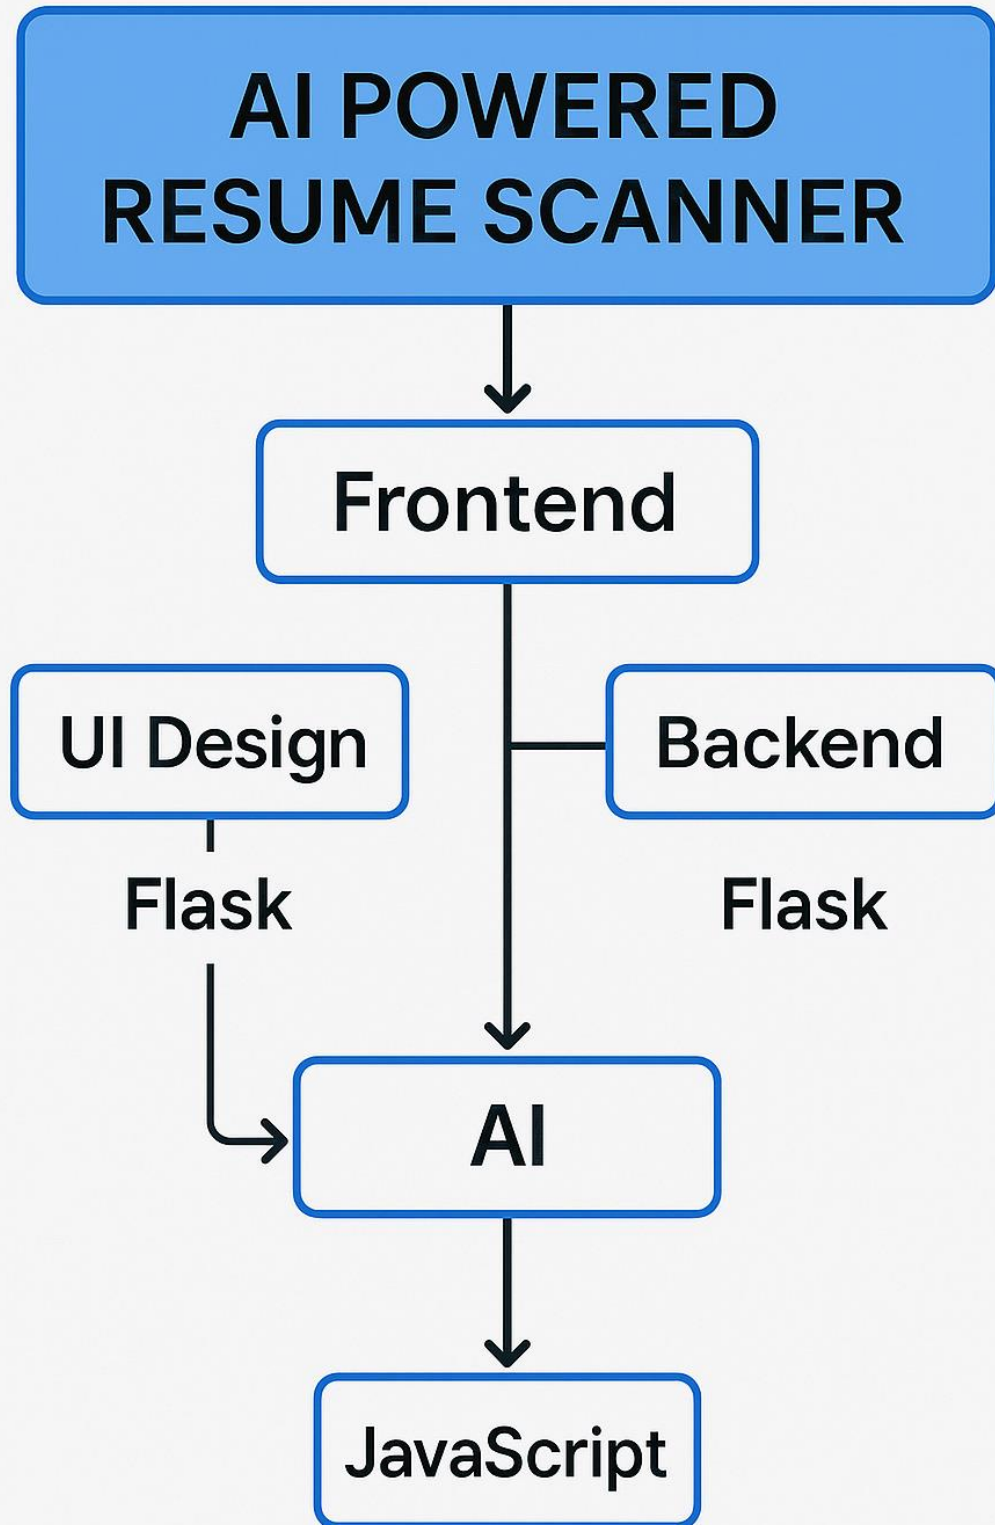 AI POWERED
RESUME SCANNER
Frontend
UI Design
Backend
Flask
Flask
AI
JavaScript